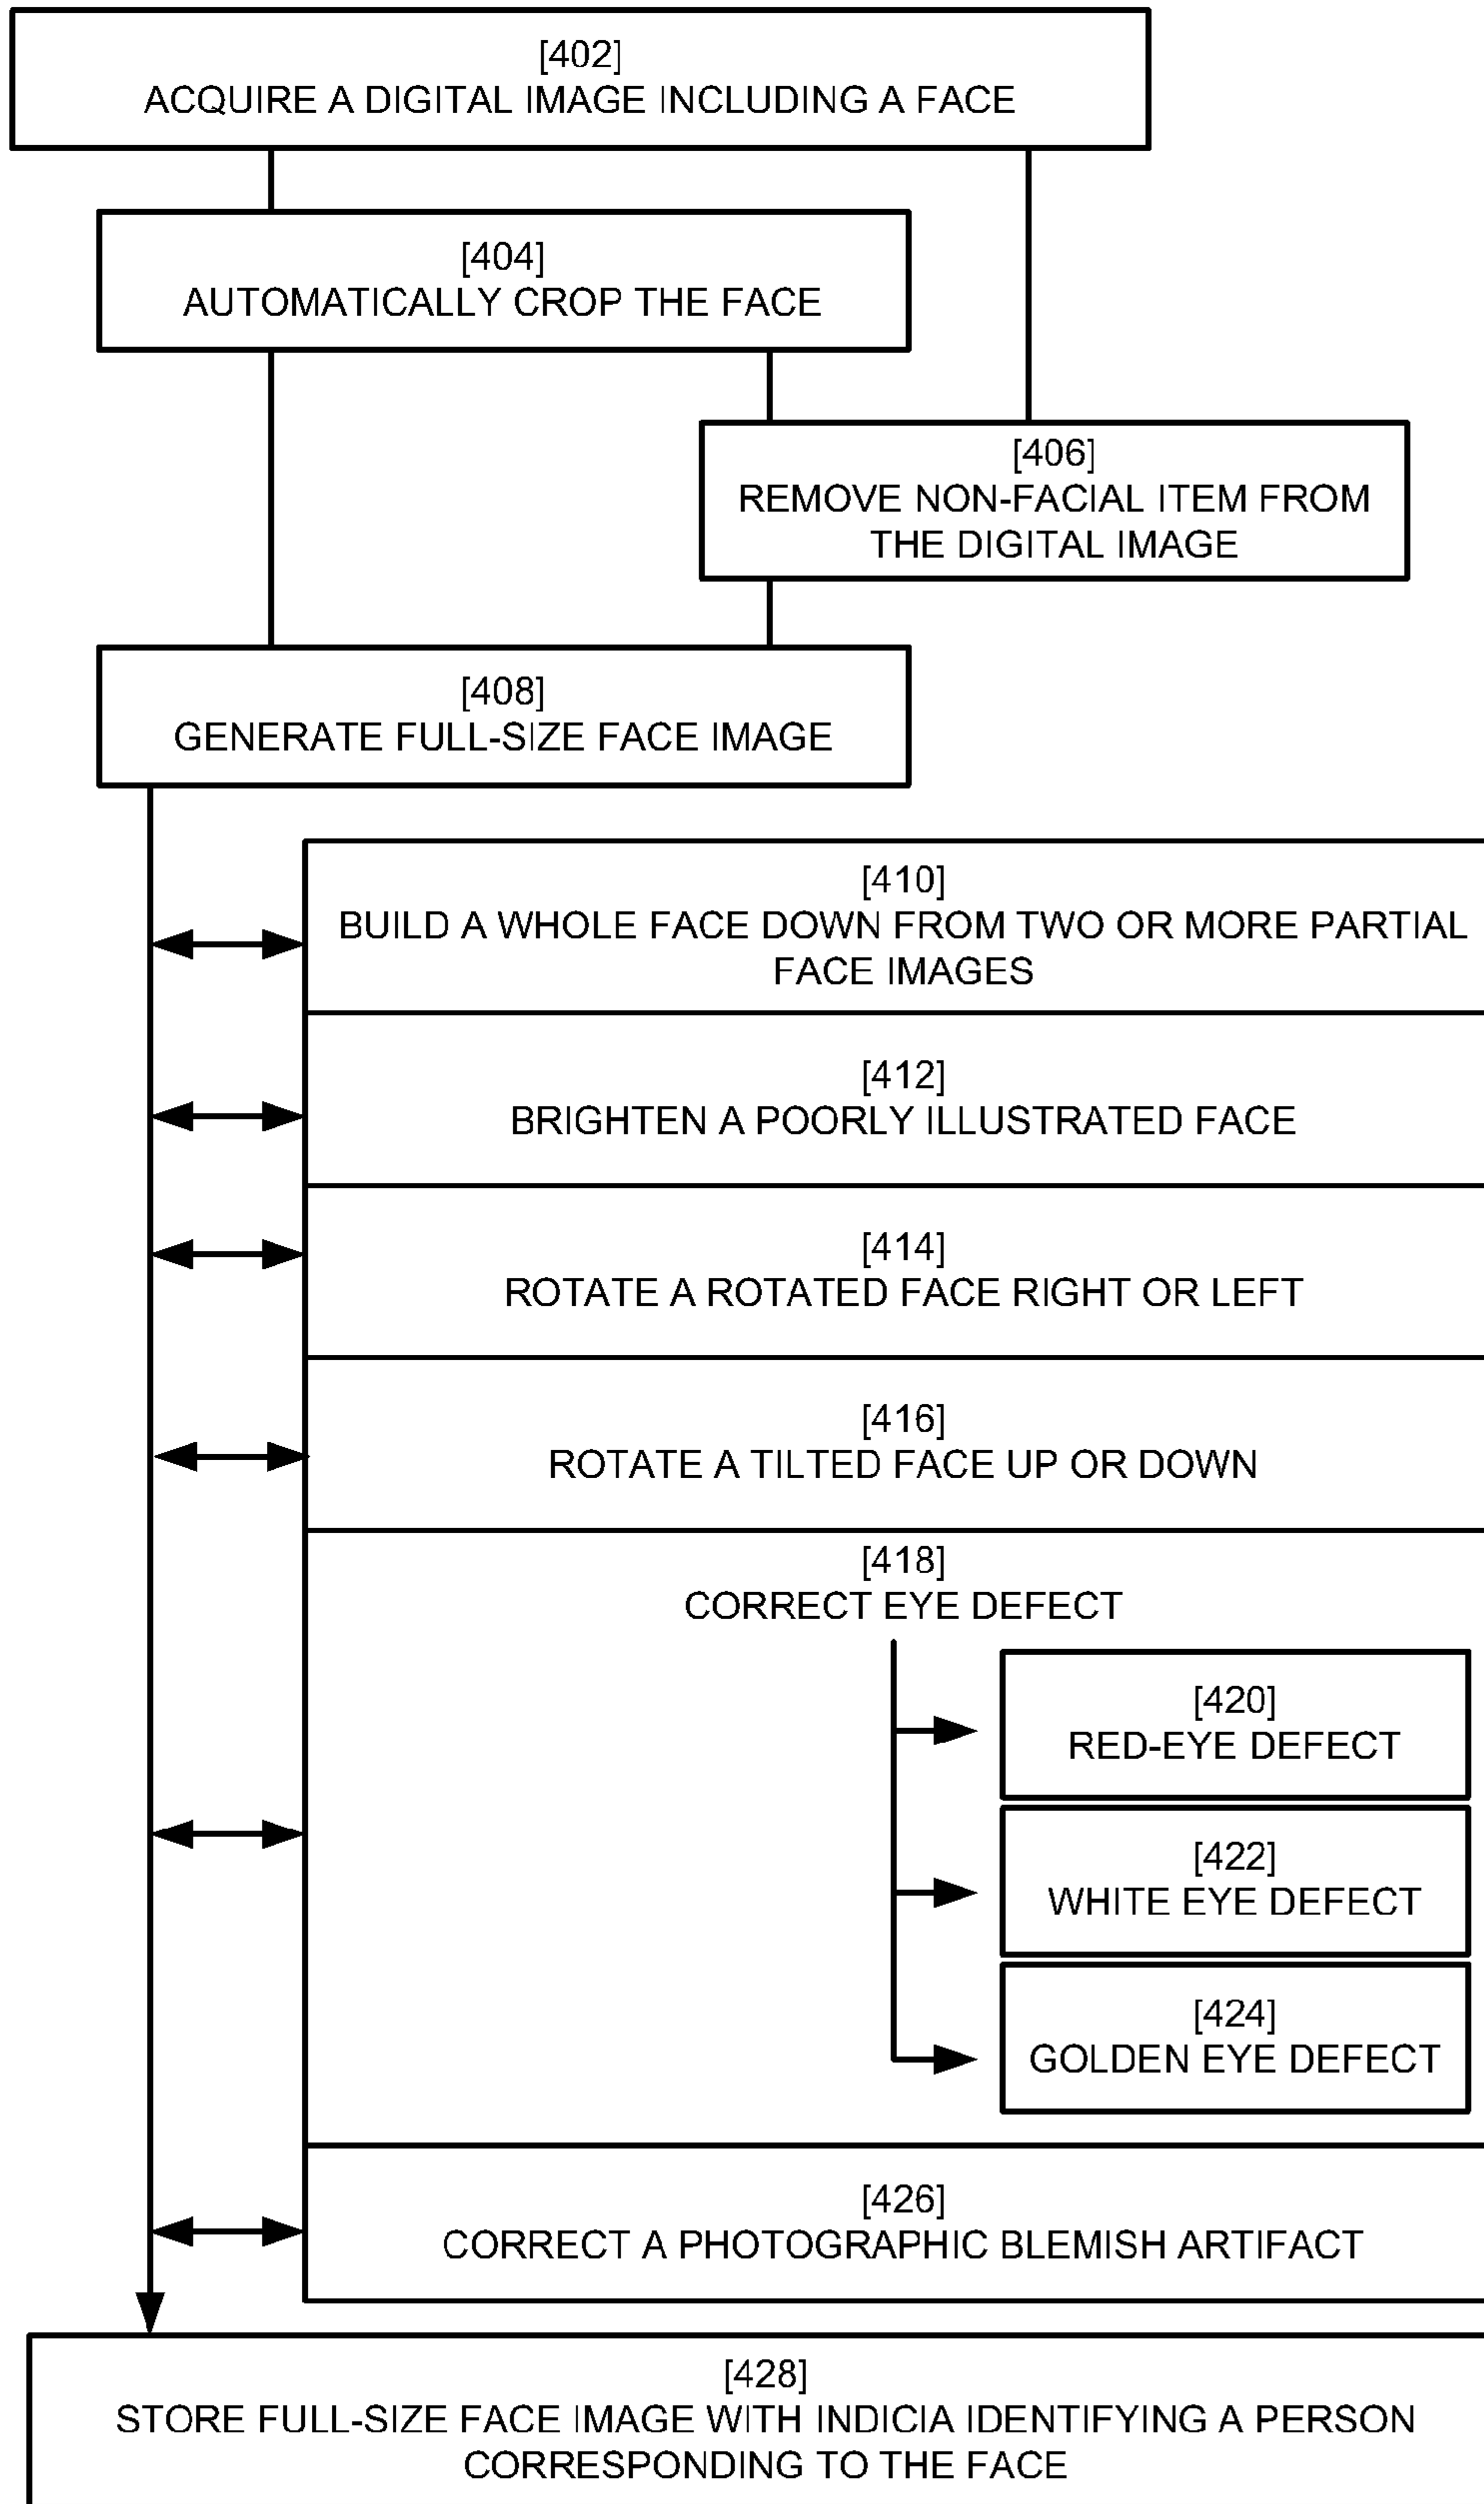 [402]
ACQUIRE A DIGITAL IMAGE INCLUDING A FACE
[404]
AUTOMATICALLY CROP THE FACE
[406]
REMOVE NON-FACIAL ITEM FROM
THE DIGITAL IMAGE
[408]
GENERATE FULL-SIZE FACE IMAGE
[410]
BUILD A WHOLE FACE DOWN FROM TWO OR MORE PARTIAL
FACE IMAGES
[412]
BRIGHTEN A POORLY ILLUSTRATED FACE
[414]
ROTATE A ROTATED FACE RIGHT OR LEFT
[416]
ROTATE A TILTED FACE UP OR DOWN
[418]
CORRECT EYE DEFECT
[420]
RED-EYE DEFECT
[422]
WHITE EYE DEFECT
[424]
GOLDEN EYE DEFECT
[426]
CORRECT A PHOTOGRAPHIC BLEMISH ARTIFACT
[428]
STORE FULL-SIZE FACE IMAGE WITH INDICIA IDENTIFYING A PERSON
CORRESPONDING TO THE FACE